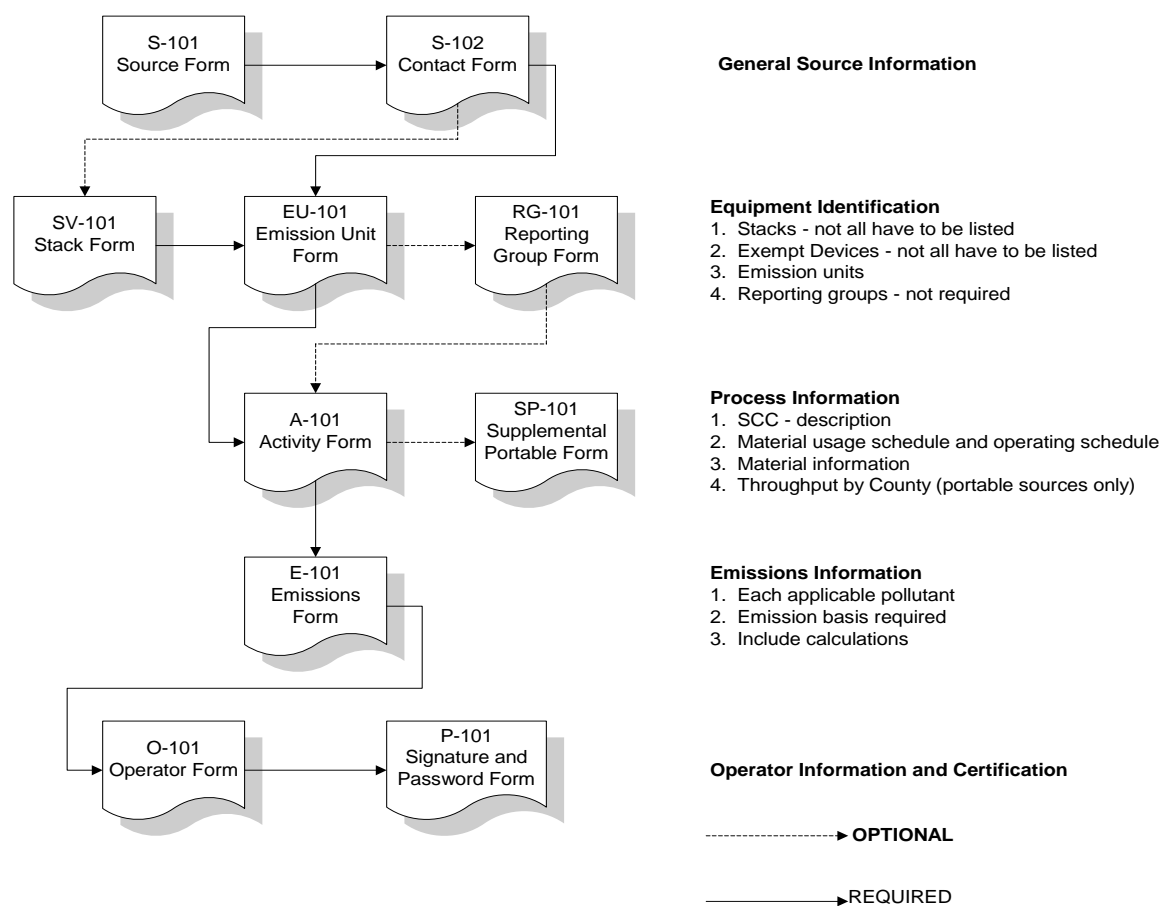 S-101
Source Form
S-102
Contact Form
General Source Information
SV-101
Stack Form
EU-101
Emission Unit
Form
RG-101
Reporting
Group Form
Equipment Identification
1. Stacks - not all have to be listed
2. Exempt Devices - not all have to be listed
3. Emission units
4. Reporting groups - not required
A-101
Activity Form
SP-101
Supplemental
Portable Form
Process Information
1. SCC - description
2. Material usage schedule and operating schedule
3. Material information
4. Throughput by County (portable sources only)
E-101
Emissions
Form
Emissions Information
1. Each applicable pollutant
2. Emission basis required
3. Include calculations
O-101
Operator Form
P-101
Signature and
Password Form
Operator Information and Certification
OPTIONAL
REQUIRED